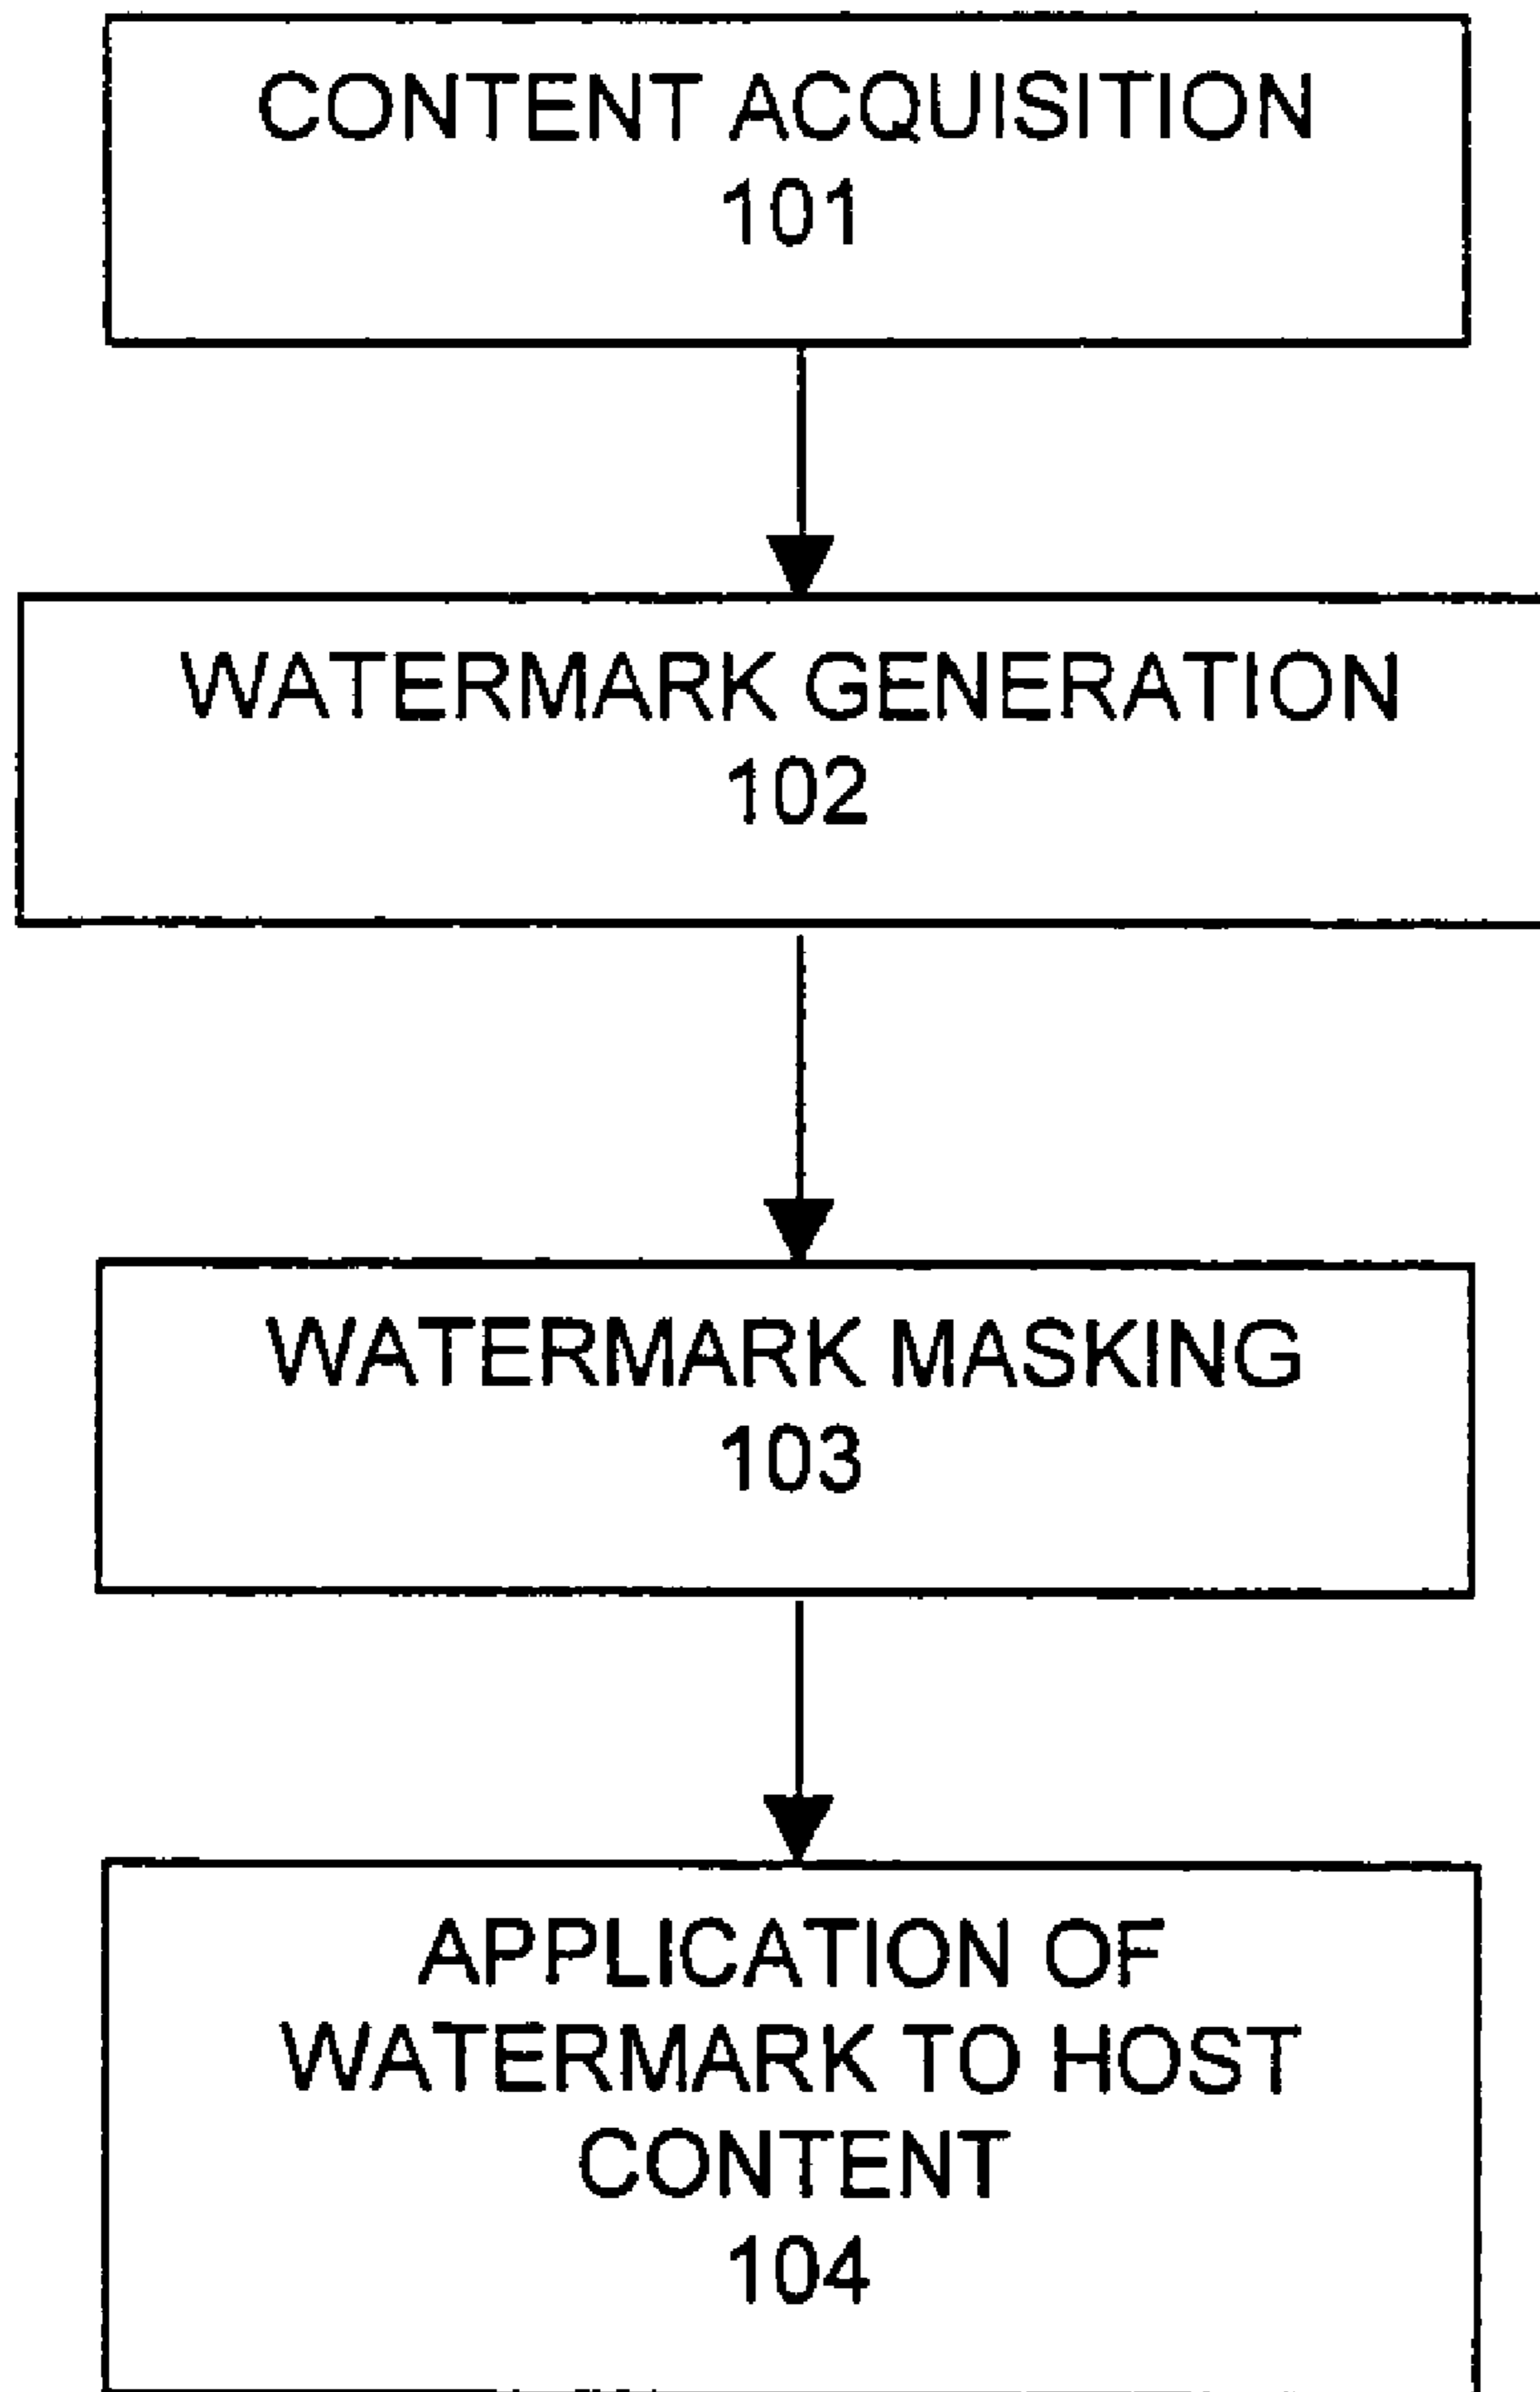 CONTENT ACQUISITION
101
WATERMARK GENERATION
102
WATERMARK MASKING
103
APPLICATION OF
WATERMARK TO HOST
CONTENT
104